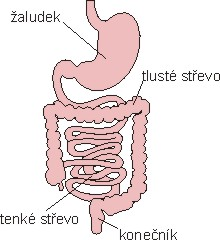 žaludek
tlusté střevo
tenké střevo
konečník